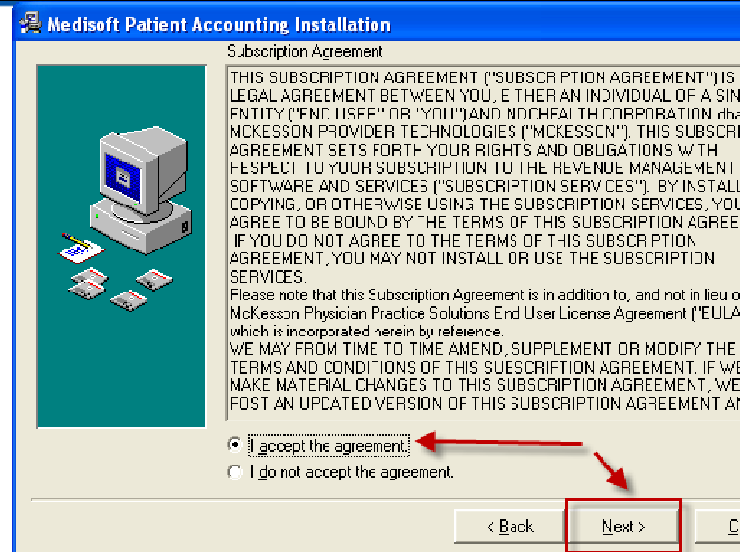 Medisoft Patient Accounting Installation
Subscription Agreement
THIS SUBSCRIPTION AGREEMENT ("SUBSCRIPTION AGREEMENT") IS
LEGAL AGREEMENT BETWEEN YOU, EITHER AN INDIVIDUAL OF A SIN
ENTITY ("END USER" OR "YOU") AND NDCHEALTH CORPORATION dba
MCKESSON PROVIDER TECHNOLOGIES ("MCKESSON"). THIS SUBSCRI
AGREEMENT SETS FORTH YOUR RIGHTS AND OBLIGATIONS WITH
RESPECT TO YOUR SUBSCRIPTION TO THE REVENUE MANAGEMENT
SOFTWARE AND SERVICES ("SUBSCRIPTION SERVICES"). BY INSTALL
COPYING, OR OTHERWISE USING THE SUBSCRIPTION SERVICES, YOU
AGREE TO BE BOUND BY THE TERMS OF THIS SUBSCRIPTION AGREE
IF YOU DO NOT AGREE TO THE TERMS OF THIS SUBSCRIPTION
AGREEMENT, YOU MAY NOT INSTALL OR USE THE SUBSCRIPTION
SERVICES.
Please note that this Subscription Agreement is in addition to, and not in lieu o
McKesson Physician Practice Solutions End User License Agreement ("EULA
which is incorporated herein by reference.
WE MAY FROM TIME TO TIME AMEND, SUPPLEMENT OR MODIFY THE
TERMS AND CONDITIONS OF THIS SUBSCRIPTION AGREEMENT. IF WE
MAKE MATERIAL CHANGES TO THIS SUBSCRIPTION AGREEMENT, WE
POST AN UPDATED VERSION OF THIS SUBSCRIPTION AGREEMENT AN
I accept the agreement.
I do not accept the agreement.
< Back Next > C